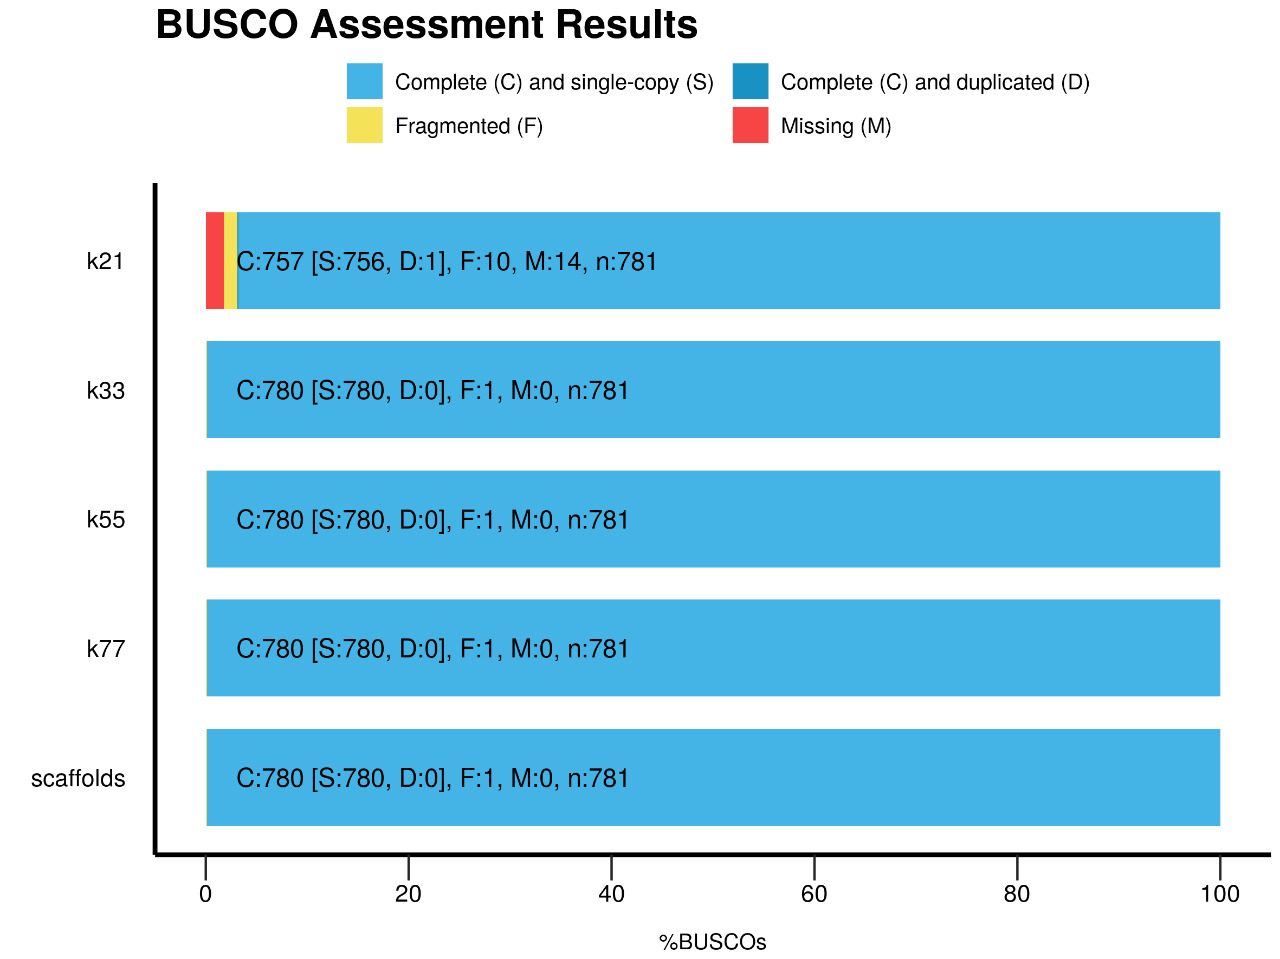 BUSCO Assessment Results
Complete (C) and single-copy (S) Complete (C) and duplicated (D)
Fragmented (F) Missing (M)
k21 C:757 [S:756, D:1], F:10, M:14, n:781
k33 C:780 [S:780, D:0], F:1, M:0, n:781
k55 C:780 [S:780, D:0], F:1, M:0, n:781
k77 C:780 [S:780, D:0], F:1, M:0, n:781
scaffolds C:780 [S:780, D:0], F:1, M:0, n:781
0 20 40 60 80 100
%BUSCOs